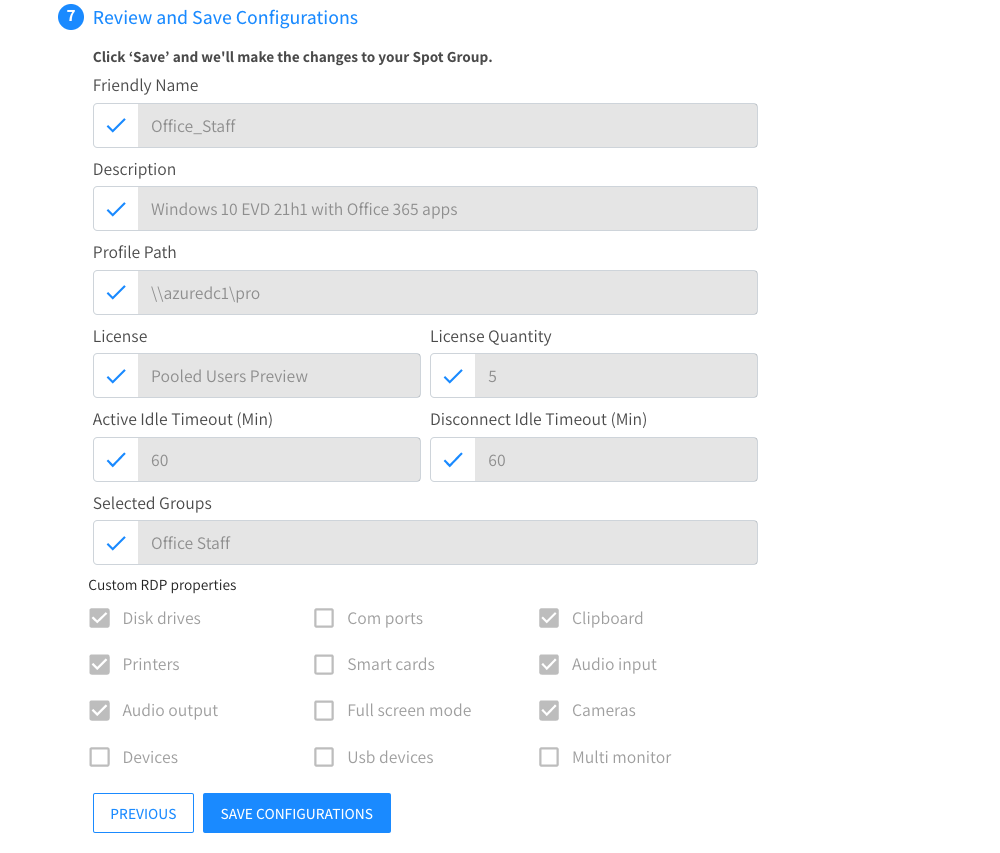 7 Review and Save Configurations
Click ‘Save’ and we'll make the changes to your Spot Group.
Friendly Name
Office_Staff
Description
Windows 10 EVD 21h1 with Office 365 apps
Profile Path
\\azuredc1\pro
License License Quantity
Pooled Users Preview 5
Active Idle Timeout (Min) Disconnect Idle Timeout (Min)
60 60
Selected Groups
Office Staff
Custom RDP properties
Disk drives Com ports Clipboard
Printers Smart cards Audio input
Audio output Full screen mode Cameras
Devices Usb devices Multi monitor
PREVIOUS SAVE CONFIGURATIONS